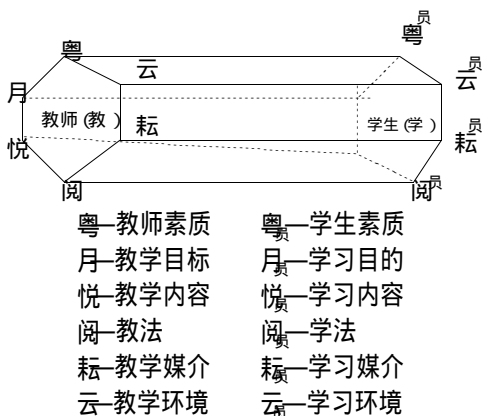 粤员
粤
云
云员
月
教师(教)
耘
学生(学)
耘员
悦
阅
阅员
粤—教师素质 粤员—学生素质
月—教学目标 月员—学习目的
悦—教学内容 悦员—学习内容
阅—教法 阅员—学法
耘—教学媒介 耘员—学习媒介
云—教学环境 云员—学习环境